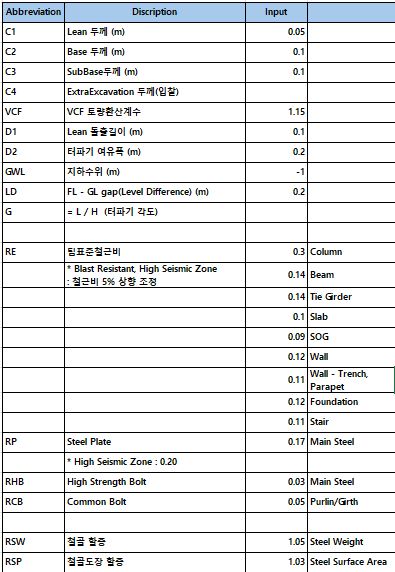 Abbreviation Discription Input
C1 Lean 두께 (m) 0.05
C2 Base 두께 (m) 0.1
C3 SubBase두께 (m) 0.1
C4 ExtraExcavation 두께(입찰)
VCF VCF 토량환산계수 1.15
D1 Lean 돌출길이 (m) 0.1
D2 터파기 여유폭 (m) 0.2
GWL 지하수위 (m) -1
LD FL - GL gap(Level Difference) (m) 0.2
G = L / H (터파기 각도)
RE 팀표준철근비 0.3 Column
* Blast Resistant, High Seismic Zone
: 철근비 5% 상향 조정 0.14 Beam
0.14 Tie Girder
0.1 Slab
0.09 SOG
0.12 Wall
0.11 Wall - Trench,
Parapet
0.12 Foundation
0.11 Stair
RP Steel Plate 0.17 Main Steel
* High Seismic Zone : 0.20
RHB High Strength Bolt 0.03 Main Steel
RCB Common Bolt 0.05 Purlin/Girth
RSW 철골 할증 1.05 Steel Weight
RSP 철골도장 할증 1.03 Steel Surface Area